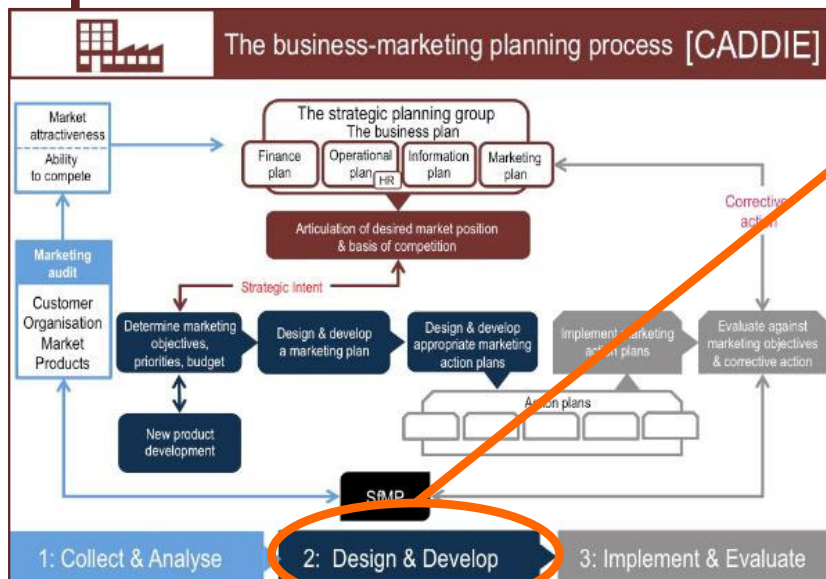 The business-marketing planning process [CADDIE]
Market
attractiveness
Ability
to compete
The strategic planning group
The business plan
Finance
plan
Operational
plan
HR
Information
plan
Marketing
plan
Corrective
action
Articulation of desired market position
& basis of competition
Marketing
audit
Customer
Organisation
Market
Products
Strategic Intent
Determine marketing
objectives,
priorities, budget
Design & develop
a marketing plan
Design & develop
appropriate marketing
action plans
Implement marketing
action plans
Evaluate against
marketing objectives
& corrective action
New product
development
Action plans
SfMP
1: Collect & Analyse
2: Design & Develop
3: Implement & Evaluate